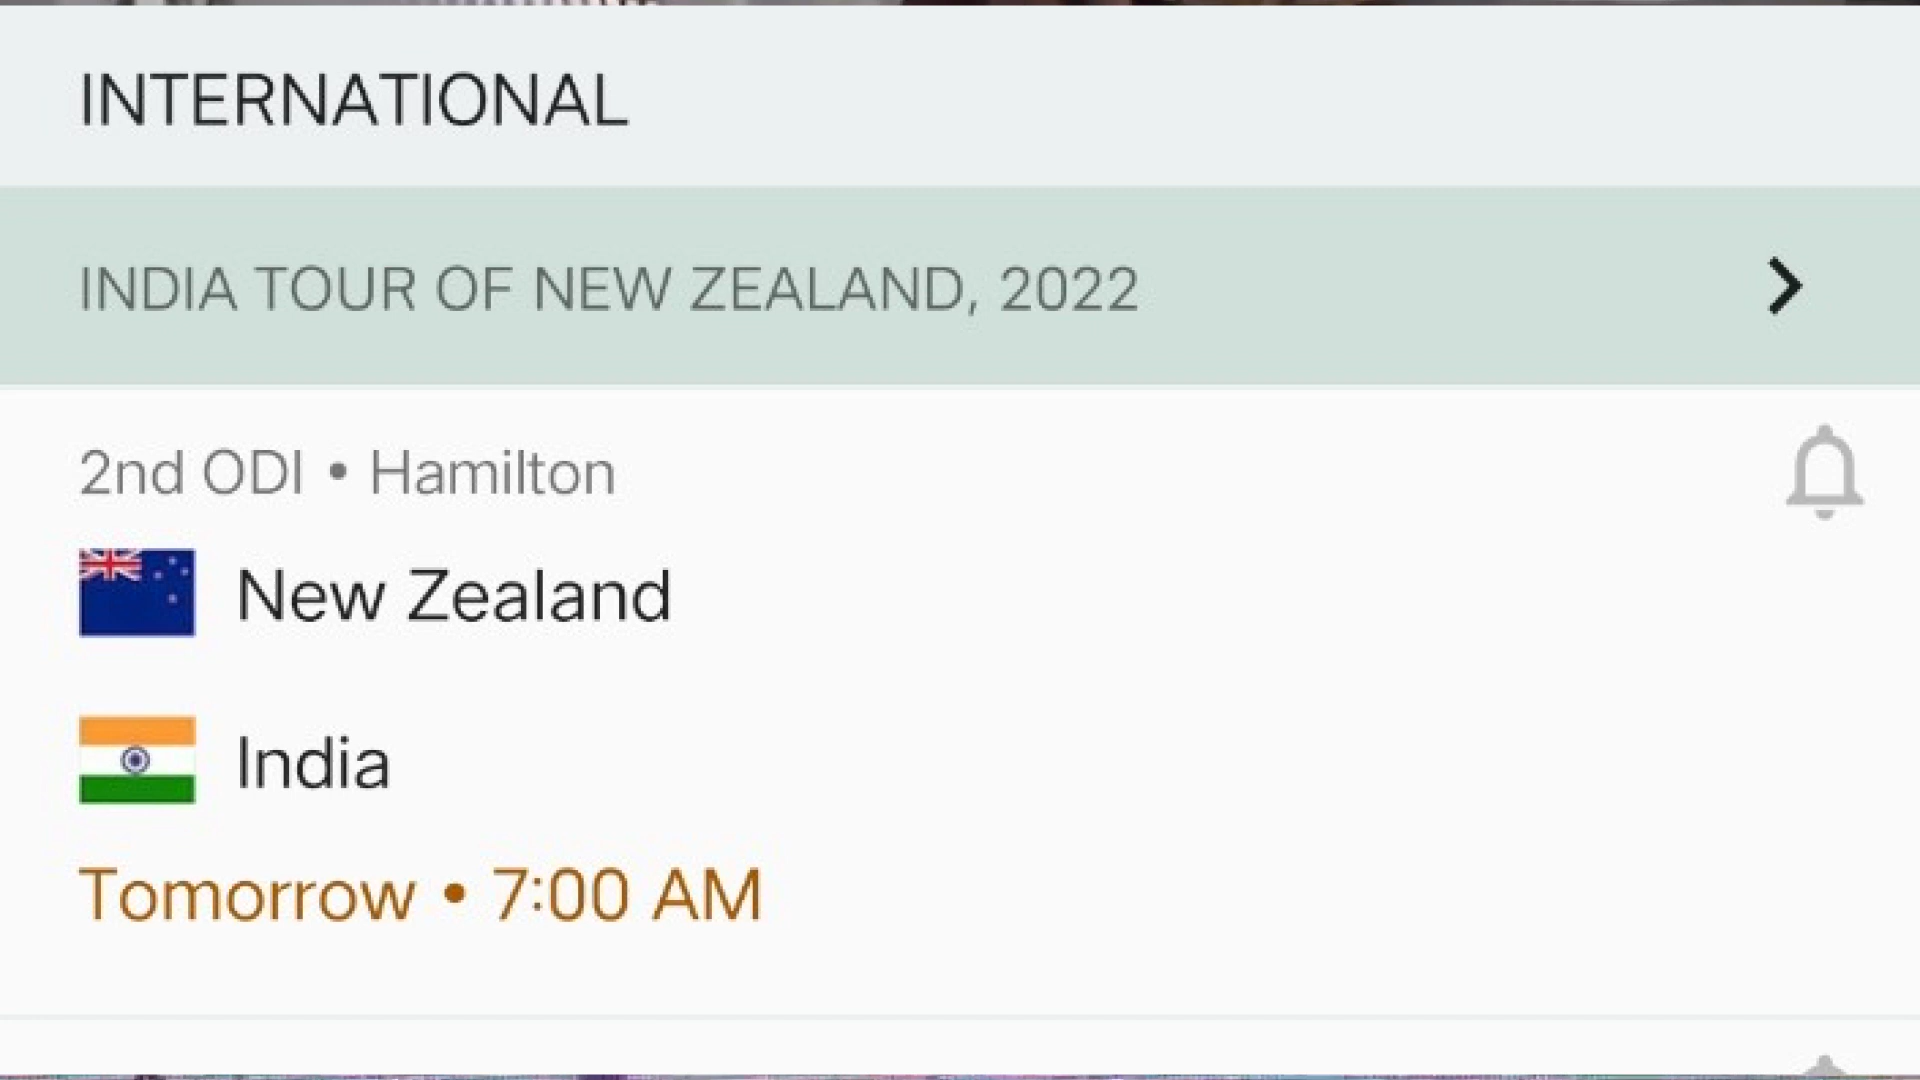 INTERNATIONAL
INDIA TOUR OF NEW ZEALAND, 2022
2nd ODI • Hamilton
New Zealand
India
Tomorrow • 7:00 AM